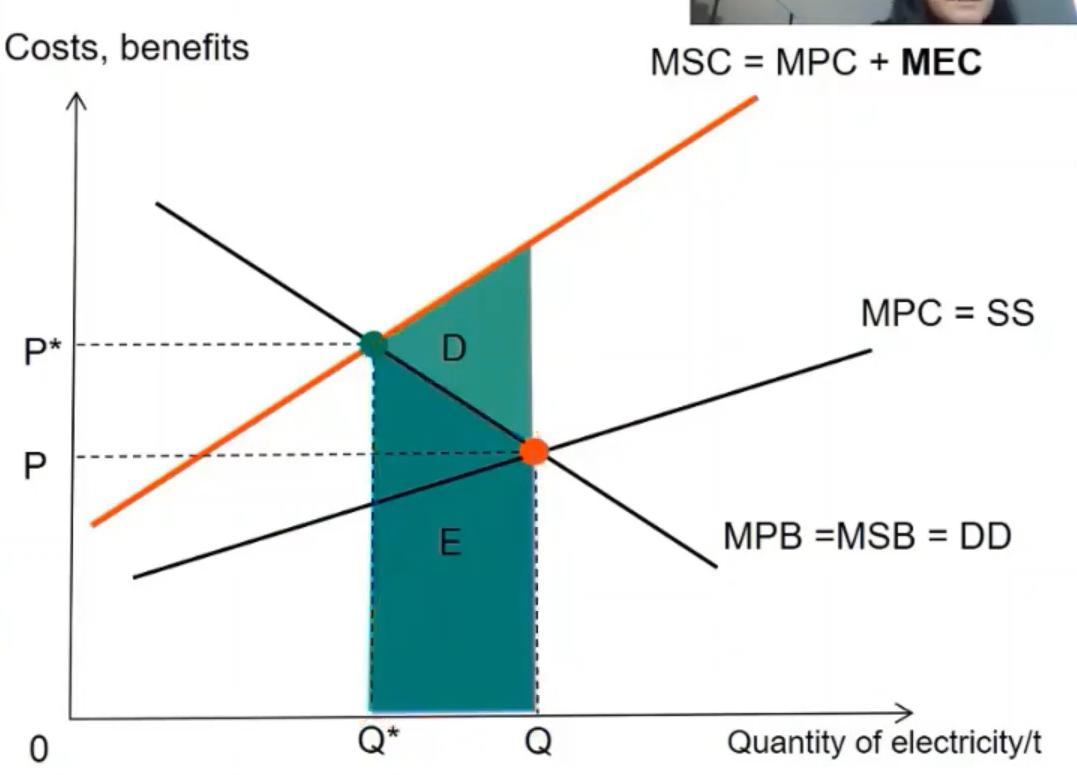 Costs, benefits
MSC = MPC + MEC
MPC = SS
P*
D
P
E
MPB =MSB = DD
0
Q*
Q
Quantity of electricity/t